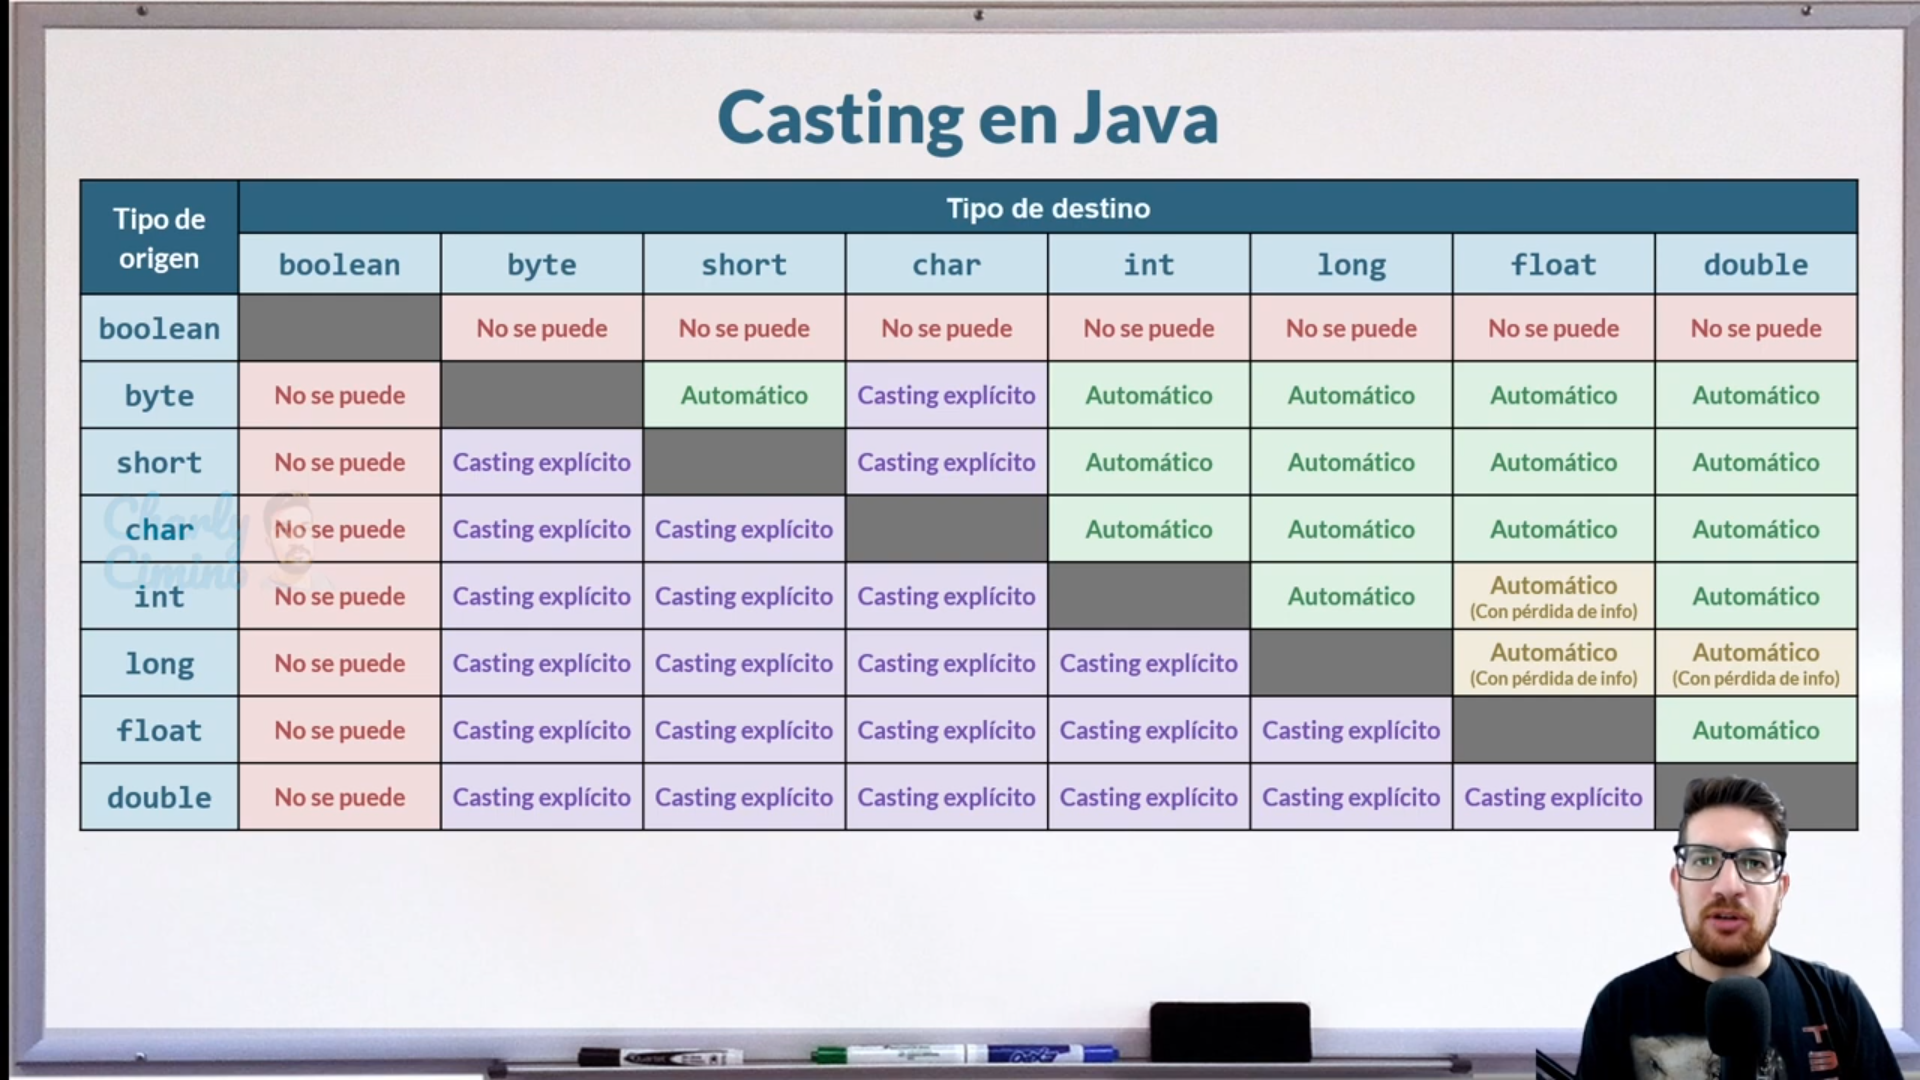 Casting en Java
Tipo de origen
Tipo de destino
boolean byte short char int long float double
boolean No se puede No se puede No se puede No se puede No se puede No se puede No se puede
byte No se puede Automático Casting explícito Automático Automático Automático Automático
short No se puede Casting explícito Casting explícito Automático Automático Automático Automático
char No se puede Casting explícito Casting explícito Automático Automático Automático Automático
int No se puede Casting explícito Casting explícito Casting explícito Automático Automático (Con pérdida de info) Automático
long No se puede Casting explícito Casting explícito Casting explícito Casting explícito Automático (Con pérdida de info) Automático (Con pérdida de info)
float No se puede Casting explícito Casting explícito Casting explícito Casting explícito Casting explícito Automático
double No se puede Casting explícito Casting explícito Casting explícito Casting explícito Casting explícito Casting explícito
Charly
Cimino